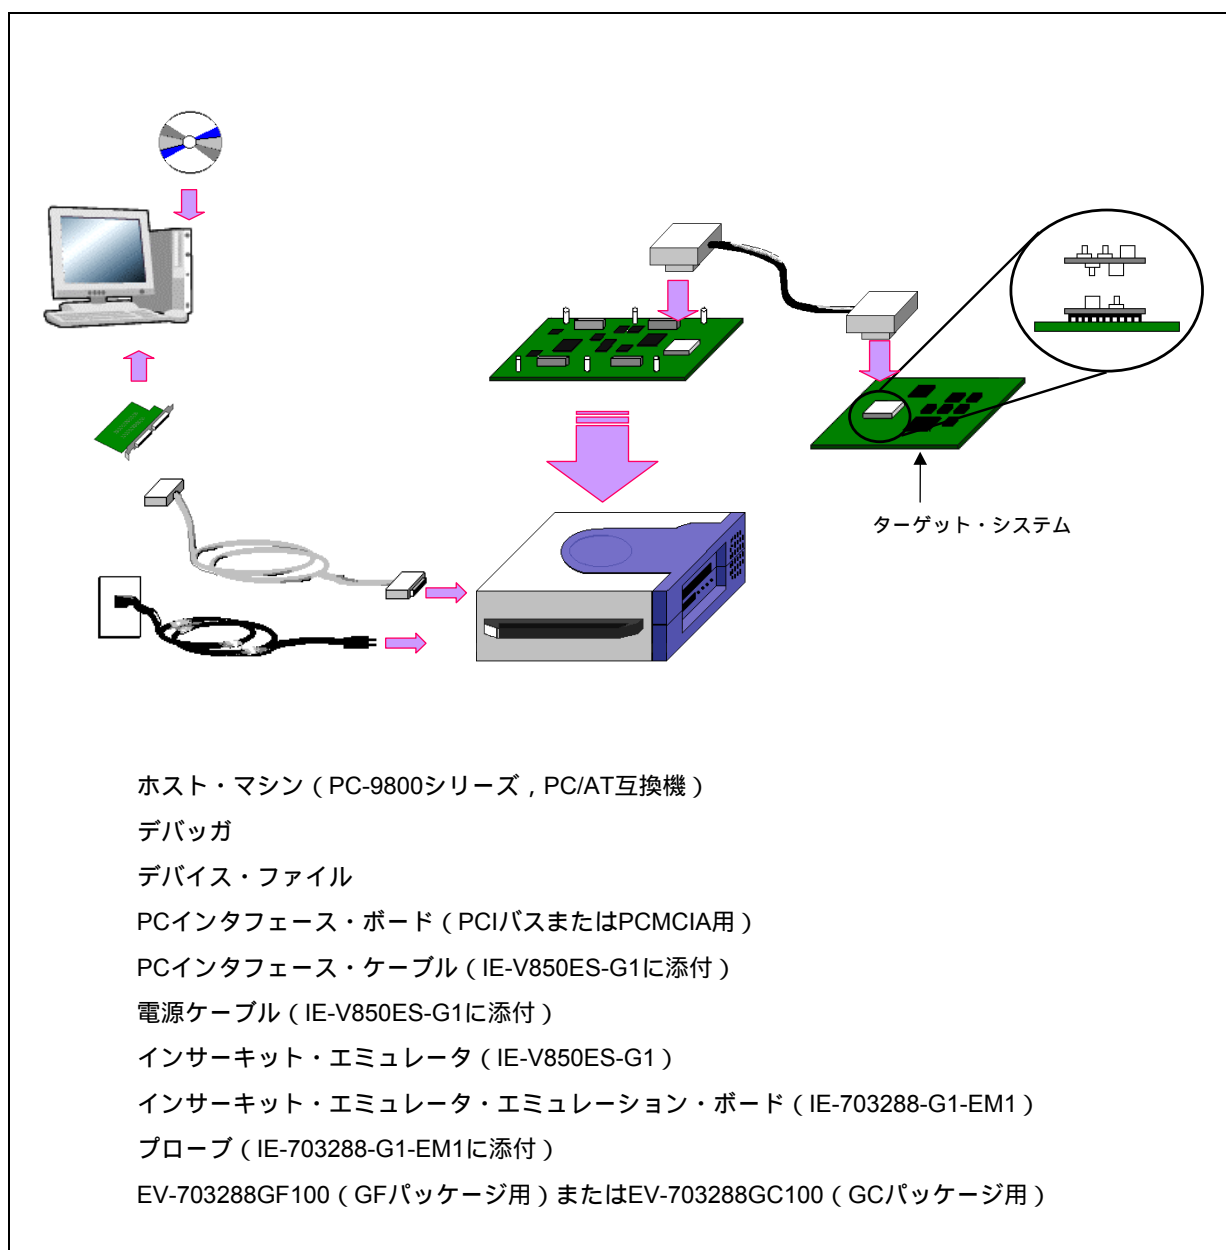 ターゲット・システム
ホスト・マシン（PC-9800シリーズ，PC/AT互換機）
デバッガ
デバイス・ファイル
PCインタフェース・ボード（PCIバスまたはPCMCIA用）
PCインタフェース・ケーブル（IE-V850ES-G1に添付）
電源ケーブル（IE-V850ES-G1に添付）
インサーキット・エミュレータ（IE-V850ES-G1）
インサーキット・エミュレータ・エミュレーション・ボード（IE-703288-G1-EM1）
プローブ（IE-703288-G1-EM1に添付）
EV-703288GF100（GFパッケージ用）またはEV-703288GC100（GCパッケージ用）